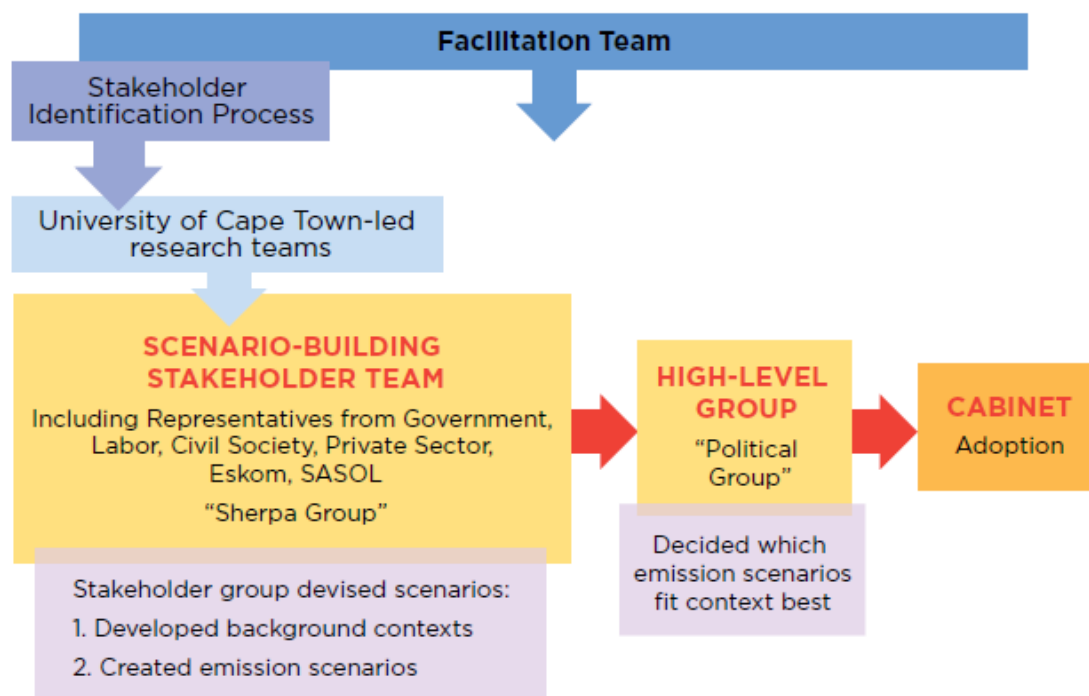 Facilitation Team
Stakeholder
Identification Process
University of Cape Town-led
research teams
SCENARIO-BUILDING
STAKEHOLDER TEAM
Including Representatives from Government,
Labor, Civil Society, Private Sector,
Eskom, SASOL
“Sherpa Group”
Stakeholder group devised scenarios:
1. Developed background contexts
2. Created emission scenarios
HIGH-LEVEL
GROUP
“Political
Group”
Decided which
emission scenarios
fit context best
CABINET
Adoption